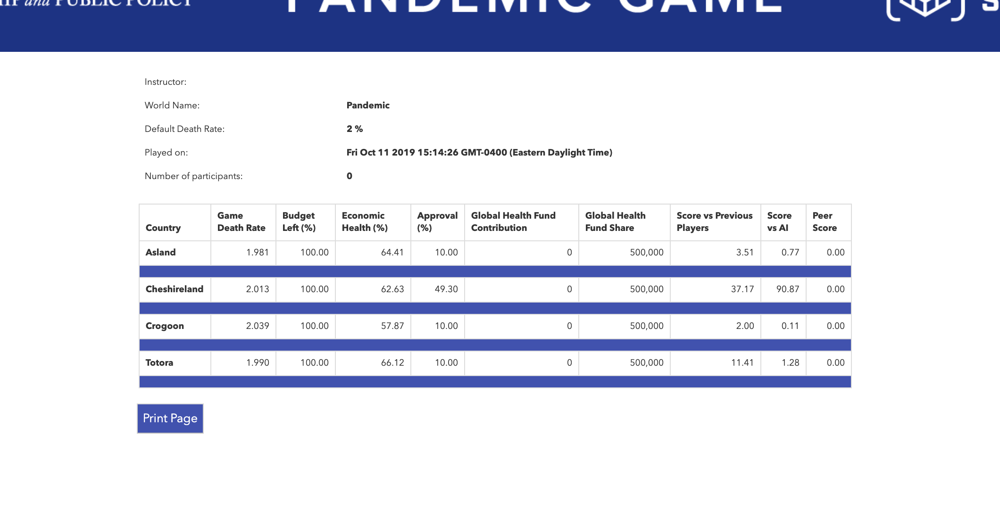 and PUBLIC POLICY
PANDEMIC GAME
Instructor:
World Name: Pandemic
Default Death Rate: 2 %
Played on: Fri Oct 11 2019 15:14:26 GMT-0400 (Eastern Daylight Time)
Number of participants: 0
Country Game Death Rate Budget Left (%) Economic Health (%) Approval (%) Global Health Fund Contribution Global Health Fund Share Score vs Previous Players Score vs AI Peer Score
Asland 1.981 100.00 64.41 10.00 0 500,000 3.51 0.77 0.00
Cheshireland 2.013 100.00 62.63 49.30 0 500,000 37.17 90.87 0.00
Crogoon 2.039 100.00 57.87 10.00 0 500,000 2.00 0.11 0.00
Totora 1.990 100.00 66.12 10.00 0 500,000 11.41 1.28 0.00
Print Page